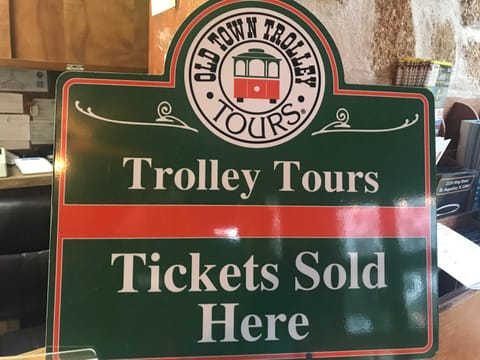 OLD TOWN TROLLEY
TOURS®
Trolley Tours
Tickets Sold
Here